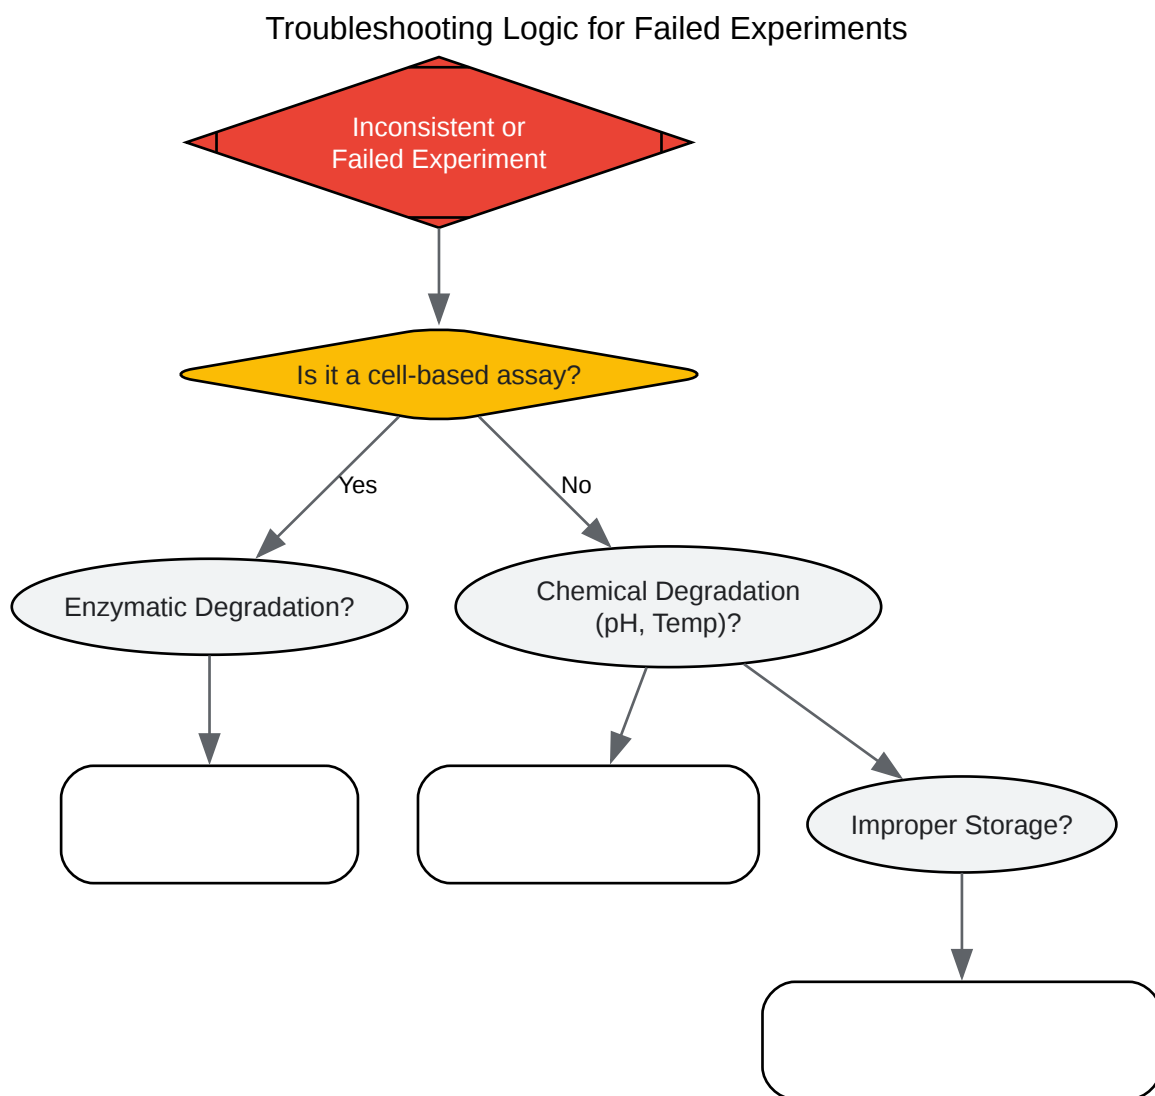 Troubleshooting Logic for Failed Experiments
Inconsistent or
Failed Experiment
Is it a cell-based assay?
Yes
No
Enzymatic Degradation?
Chemical Degradation
(pH, Temp)?
Improper Storage?